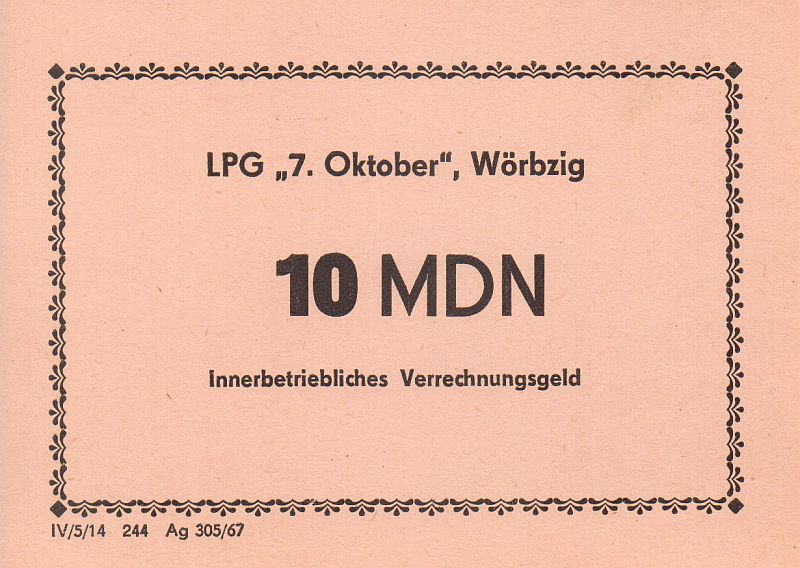 LPG „7. Oktober“, Wörbzig
10 MDN
Innerbetriebliches Verrechnungsgeld
IV/5/14 244 Ag 305/67